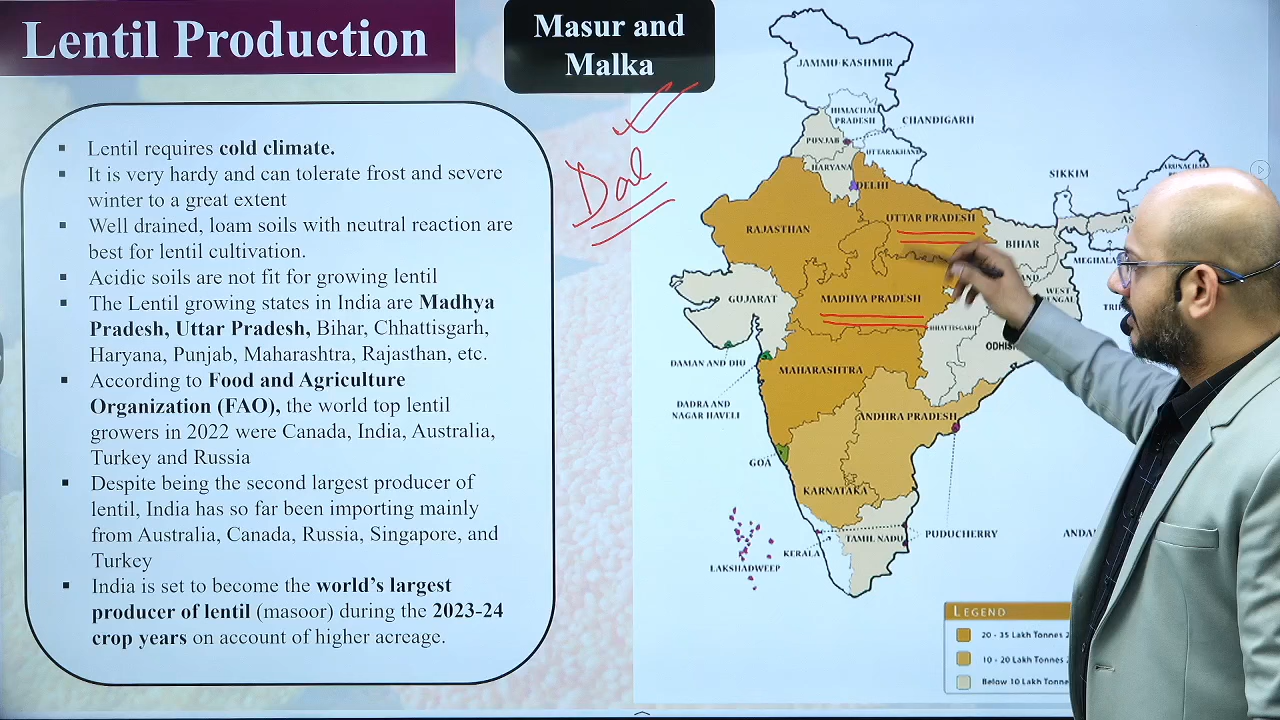 Lentil Production
Masur and
Malka
Dal
Lentil requires cold climate.
It is very hardy and can tolerate frost and severe
winter to a great extent
Well drained, loam soils with neutral reaction are
best for lentil cultivation.
Acidic soils are not fit for growing lentil
The Lentil growing states in India are Madhya
Pradesh, Uttar Pradesh, Bihar, Chhattisgarh,
Haryana, Punjab, Maharashtra, Rajasthan, etc.
According to Food and Agriculture
Organization (FAO), the world top lentil
growers in 2022 were Canada, India, Australia,
Turkey and Russia
Despite being the second largest producer of
lentil, India has so far been importing mainly
from Australia, Canada, Russia, Singapore, and
Turkey
India is set to become the world's largest
producer of lentil (masoor) during the 2023-24
crop years on account of higher acreage.
JAMMU-KASHMIR
HIMACHAL
PRADESH
CHANDIGARH
PUNJAB
UTTARAKHAND
HARYANA
DELHI
SIKKIM
UTTAR PRADESH
RAJASTHAN
BIHAR
GUJARAT
MADHYA PRADESH
CHHATTISGARH
DAMAN AND DIU
MAHARASHTRA
DADRA AND
NAGAR HAVELI
ANDHRA PRADESH
GOA
KARNATAKA
PUDUCHERRY
TAMIL NADU
KERALA
LAKSHADWEEP
LEGEND
20 - 35 Lakh Tonnes
10 - 20 Lakh Tonnes
Below 10 Lakh Tonnes